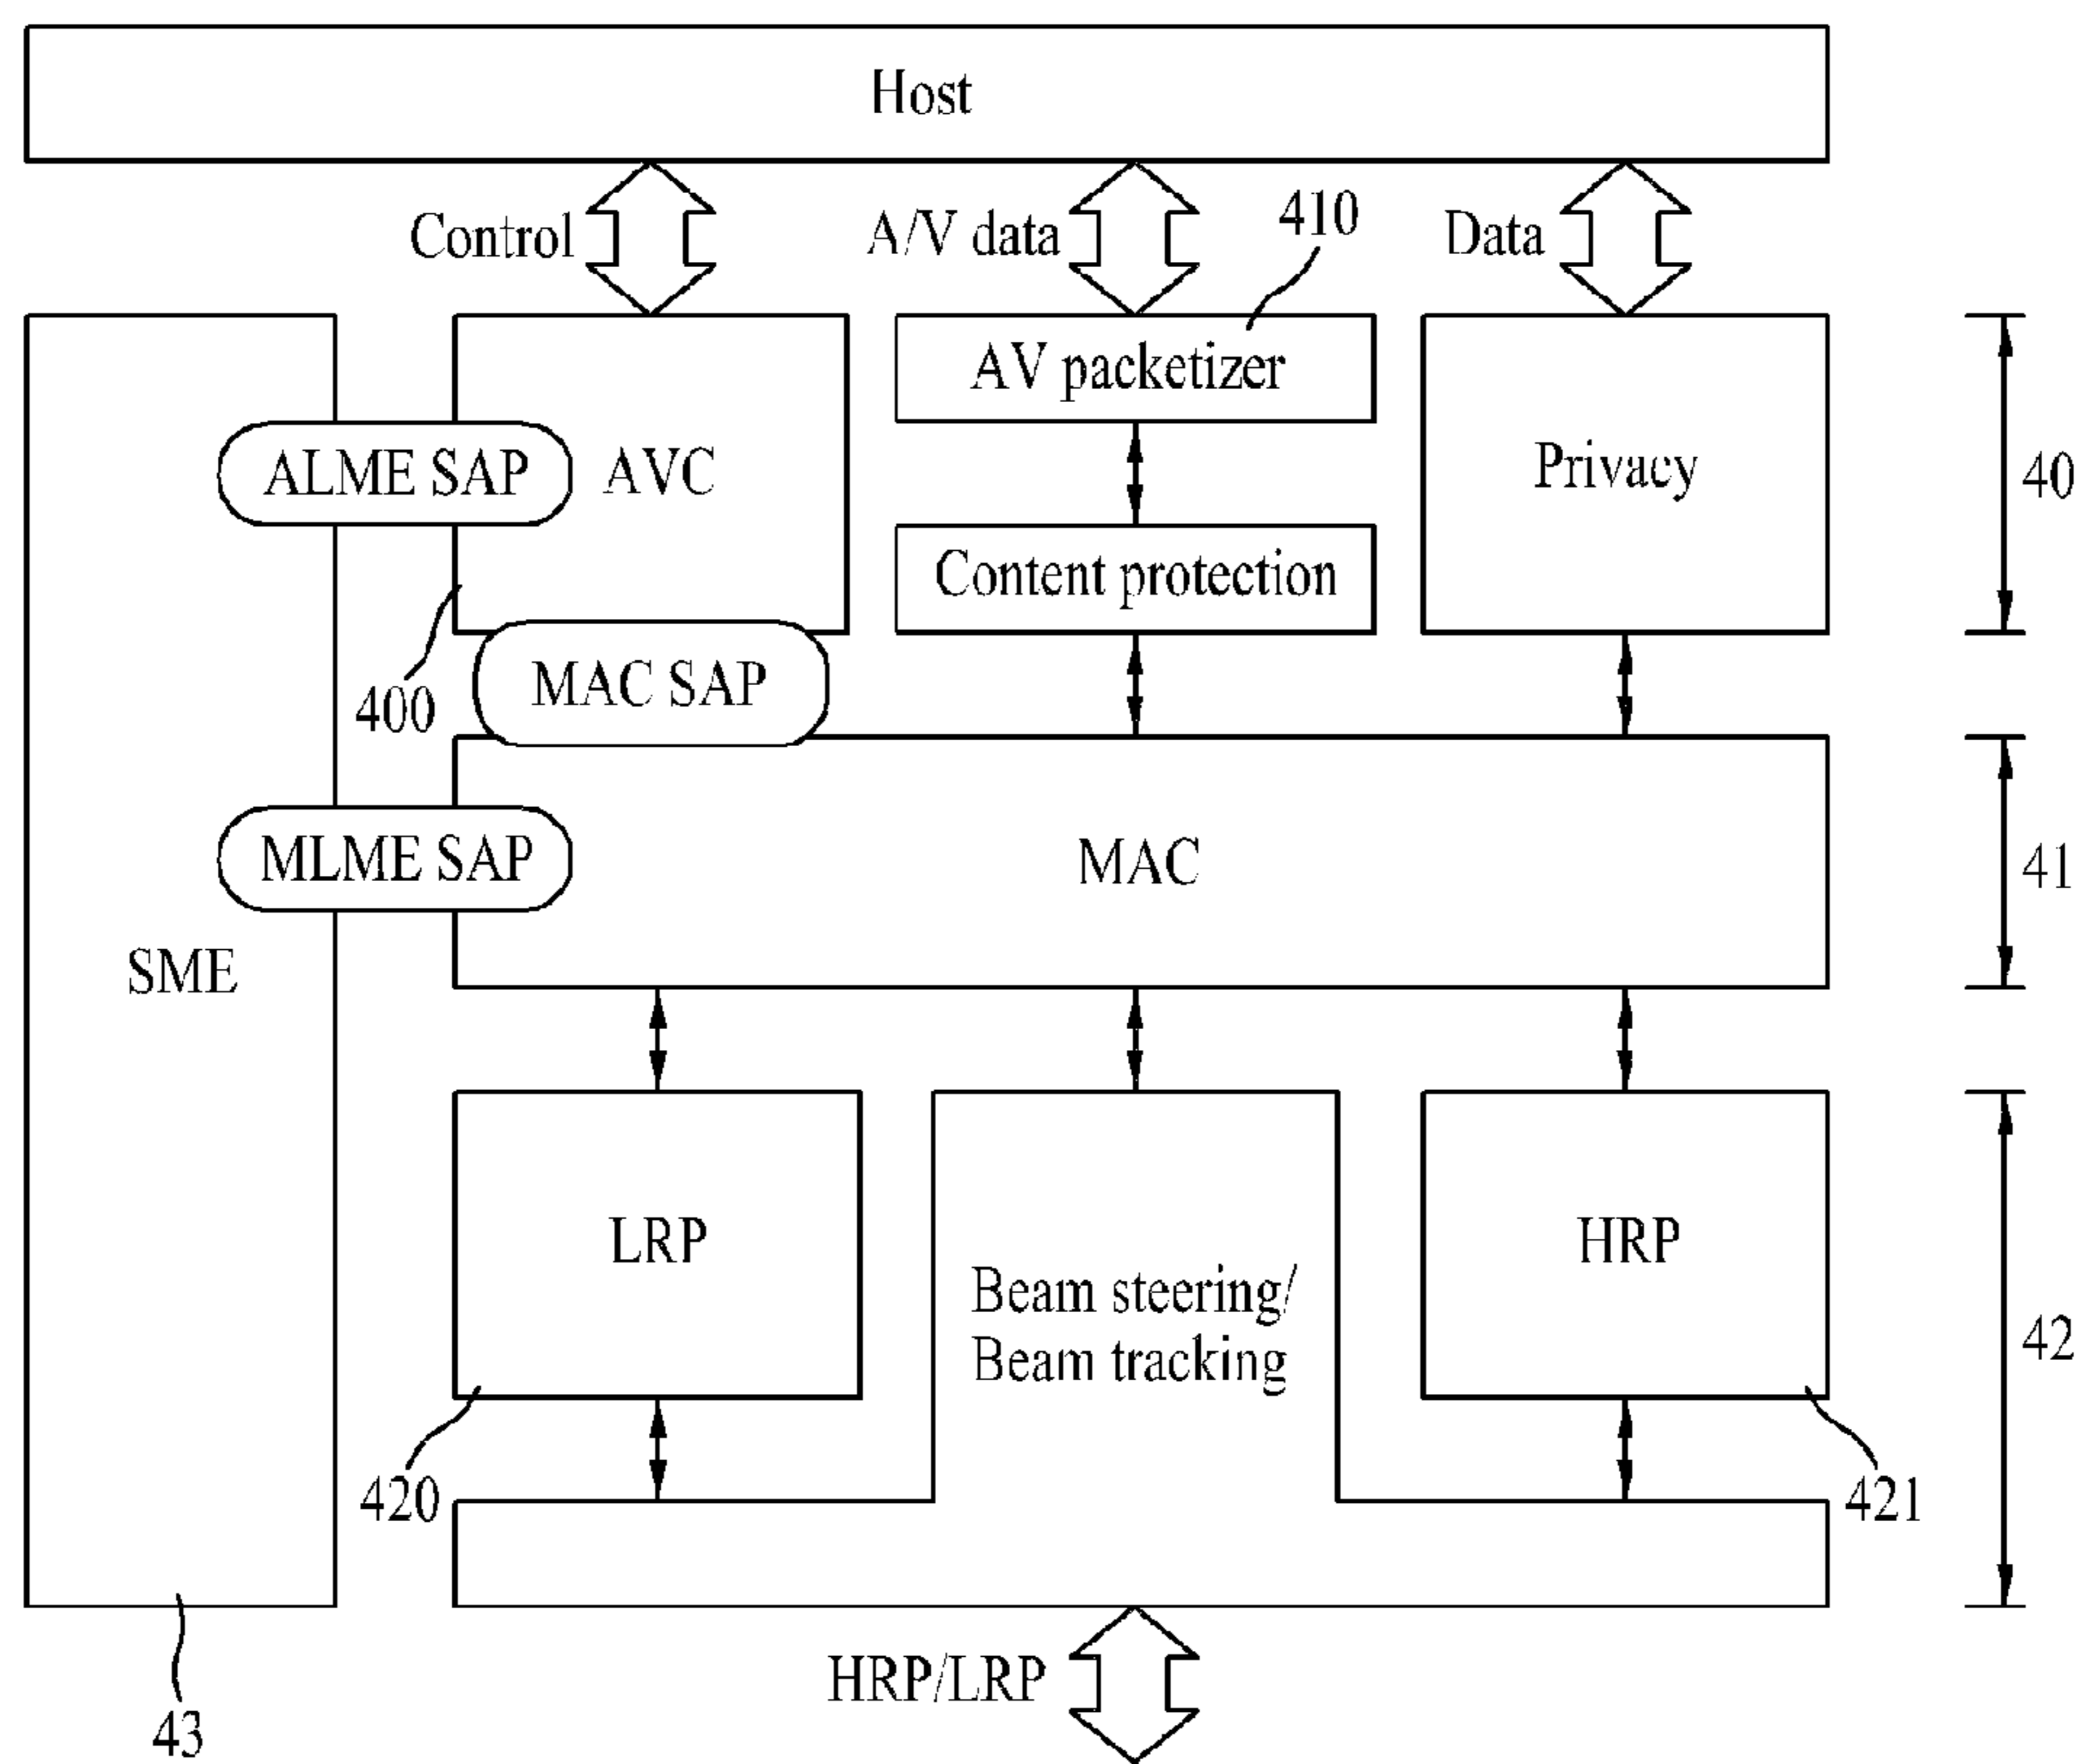 Host
Control
A/V data
410
Data
AV packetizer
ALME SAP
AVC
Privacy
40
Content protection
400
MAC SAP
MLME SAP
MAC
41
SME
LRP
HRP
Beam steering/
Beam tracking
42
420
421
HRP/LRP
43